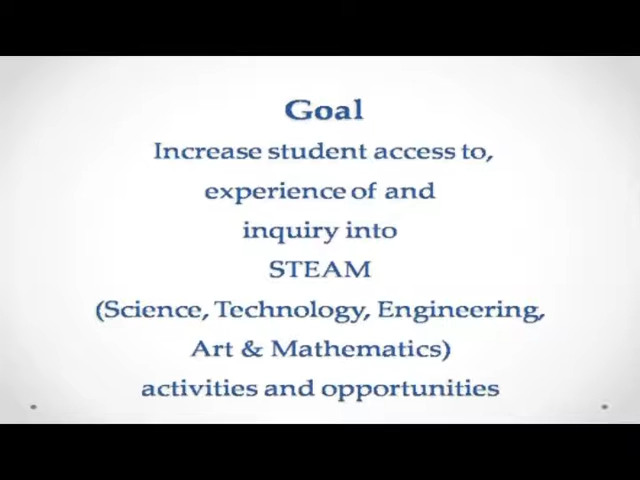 Goal
Increase student access to,
experience of and
inquiry into
STEAM
(Science, Technology, Engineering,
Art & Mathematics)
activities and opportunities